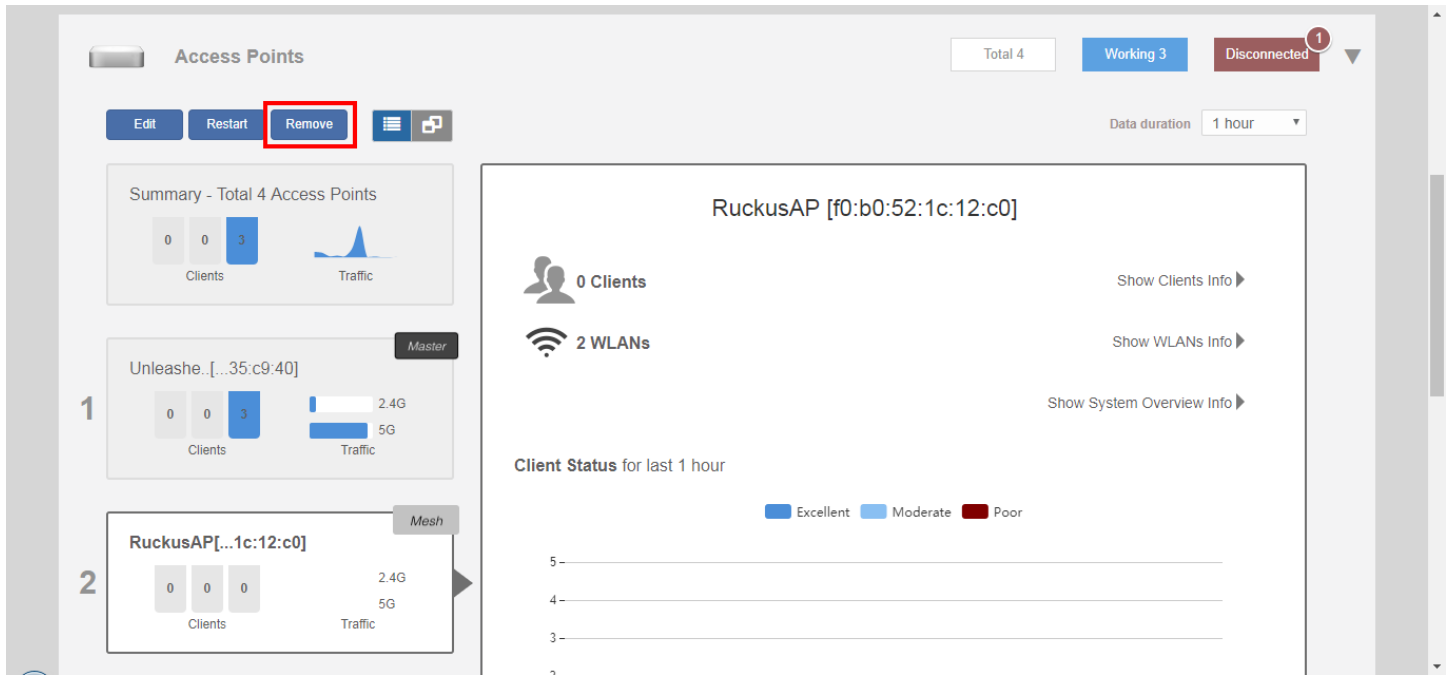 Access Points
Total 4
Working 3
Disconnected
1
Edit
Restart
Remove
Data duration
1 hour
Summary - Total 4 Access Points
0 0 3
Clients
Traffic
1
Master
Unleashe..[...35:c9:40]
0 0 3
2.4G
5G
Clients
Traffic
2
Mesh
RuckusAP[...1c:12:c0]
0 0 0
2.4G
5G
Clients
Traffic
RuckusAP [f0:b0:52:1c:12:c0]
0 Clients
Show Clients Info
2 WLANs
Show WLANs Info
Show System Overview Info
Client Status for last 1 hour
Excellent
Moderate
Poor
5
4
3